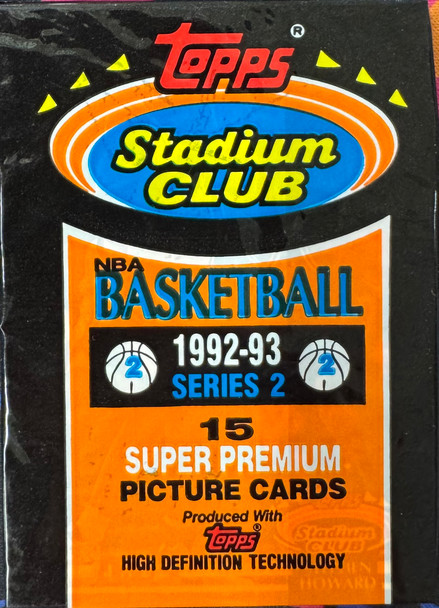 TOPPS®
Stadium
CLUB
NBA
BASKETBALL
2 1992-93 2
SERIES 2
15
SUPER PREMIUM
PICTURE CARDS
Produced With
TOPPS®
HIGH DEFINITION TECHNOLOGY
Stadium
CLUB
HOWARD